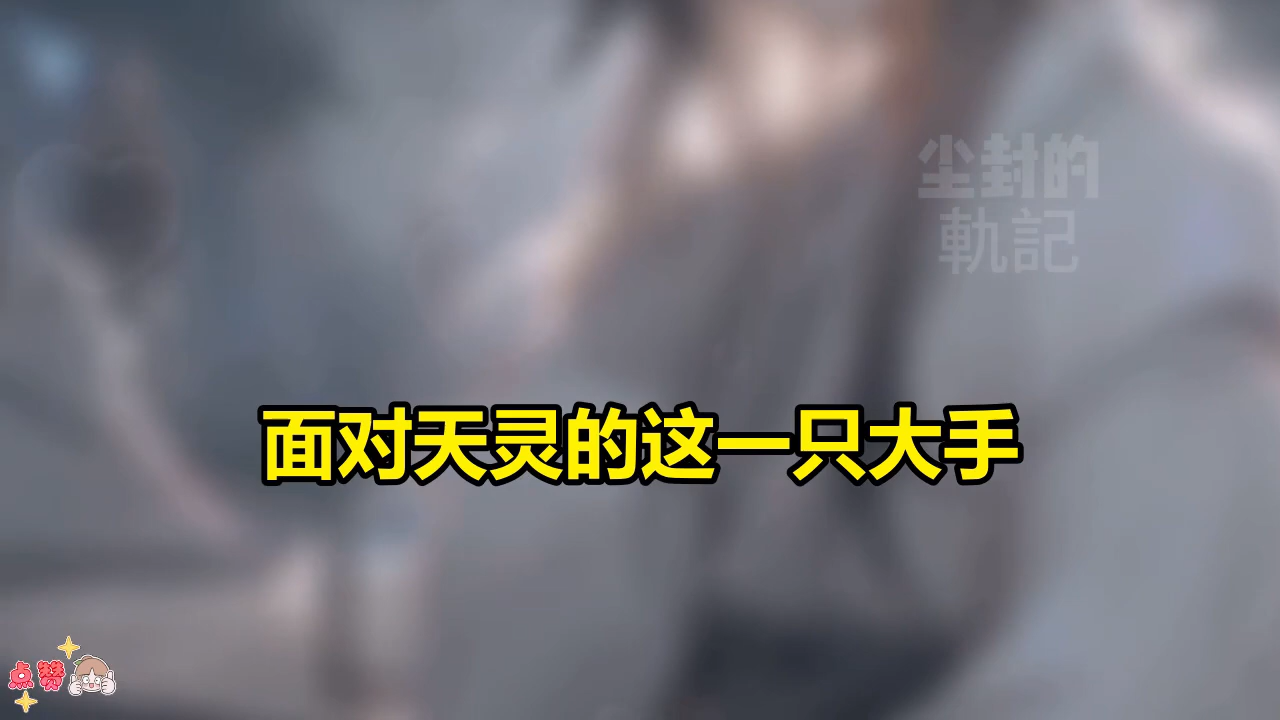 尘封的
軌記
面对天灵的这一只大手
点赞